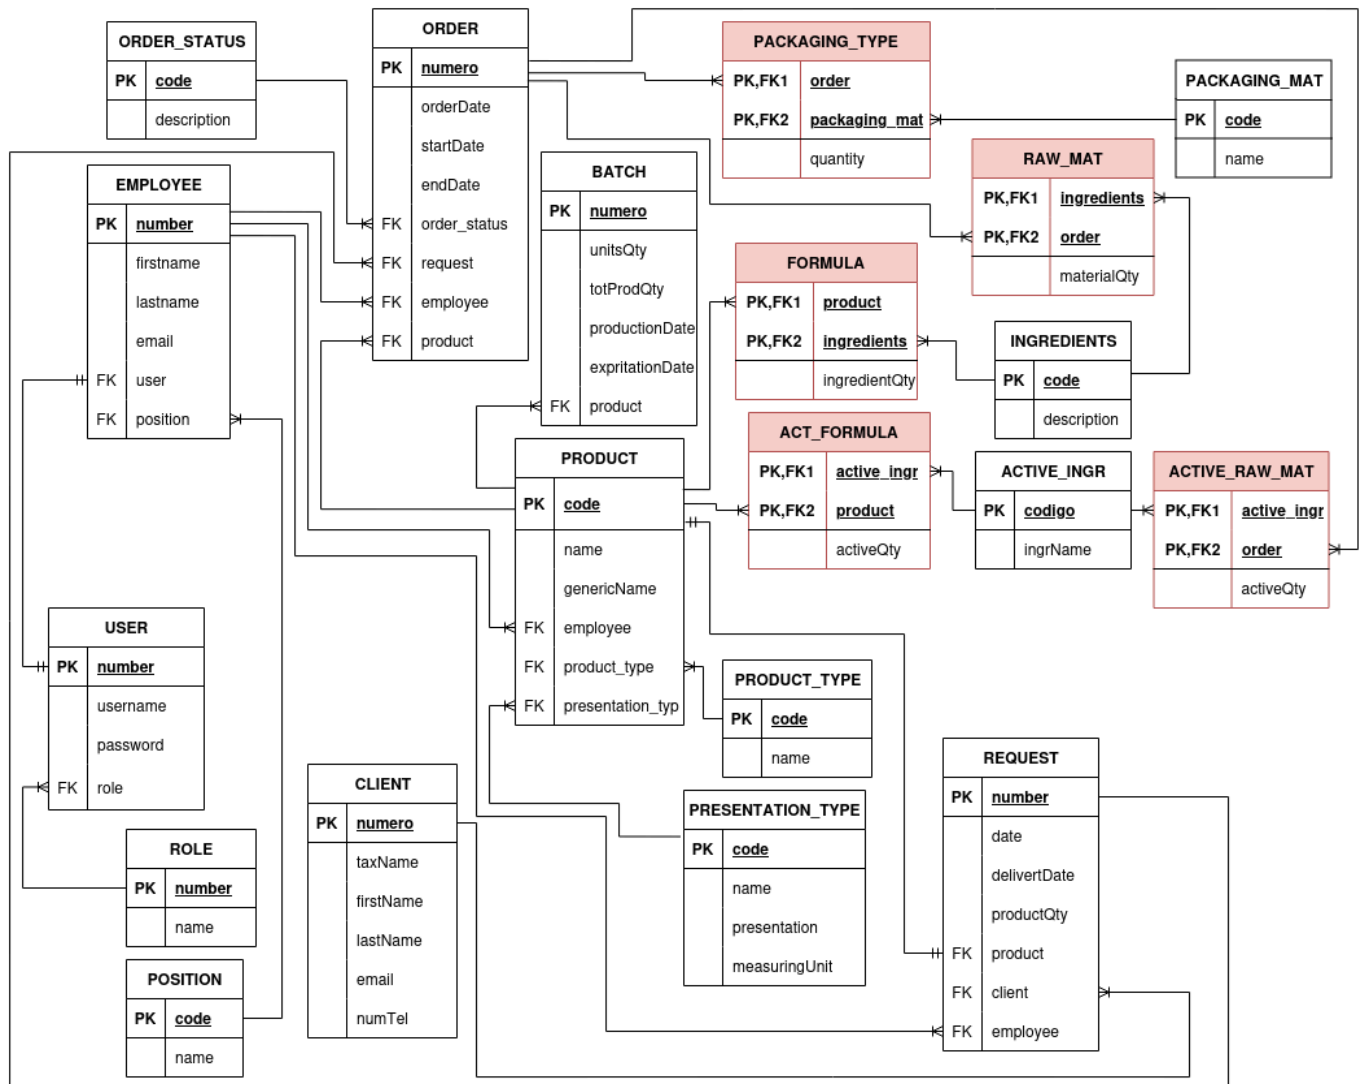 ORDER_STATUS
PK code
description
ORDER
PK numero
orderDate
startDate
endDate
FK order_status
FK request
FK employee
FK product
PACKAGING_TYPE
PK,FK1 order
PK,FK2 packaging_mat
quantity
PACKAGING_MAT
PK code
name
EMPLOYEE
PK number
firstname
lastname
email
FK user
FK position
BATCH
PK numero
unitsQty
totProdQty
productionDate
expritationDate
FK product
RAW_MAT
PK,FK1 ingredients
PK,FK2 order
materialQty
FORMULA
PK,FK1 product
PK,FK2 ingredients
ingredientQty
INGREDIENTS
PK code
description
PRODUCT
PK code
name
genericName
FK employee
FK product_type
FK presentation_typ
ACT_FORMULA
PK,FK1 active_ingr
PK,FK2 product
activeQty
ACTIVE_INGR
PK codigo
ingrName
ACTIVE_RAW_MAT
PK,FK1 active_ingr
PK,FK2 order
activeQty
USER
PK number
username
password
FK role
PRODUCT_TYPE
PK code
name
CLIENT
PK numero
taxName
firstName
lastName
email
numTel
PRESENTATION_TYPE
PK code
name
presentation
measuringUnit
REQUEST
PK number
date
delivertDate
productQty
FK product
FK client
FK employee
ROLE
PK number
name
POSITION
PK code
name